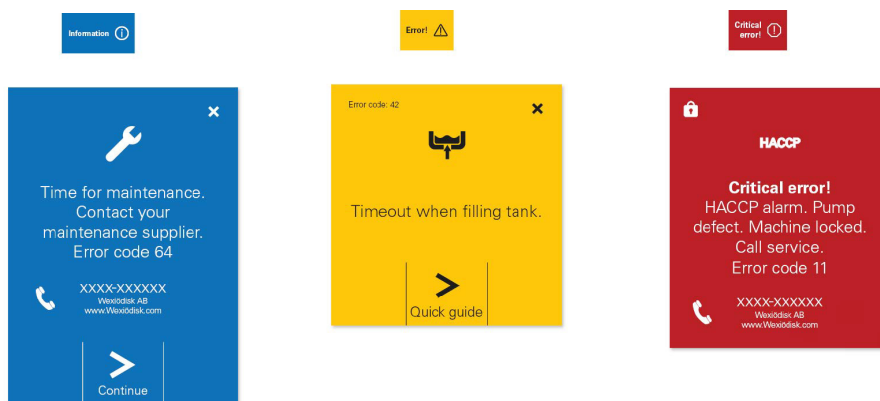 Information
Error!
Critical
error!
Time for maintenance.
Contact your
maintenance supplier.
Error code 64
XXXX-XXXXXX
Wexiödisk AB
www.Wexiödisk.com
Continue
Error code: 42
Timeout when filling tank.
Quick guide
HACCP
Critical error!
HACCP alarm. Pump
defect. Machine locked.
Call service.
Error code 11
XXXX-XXXXXX
Wexiödisk AB
www.Wexiödisk.com